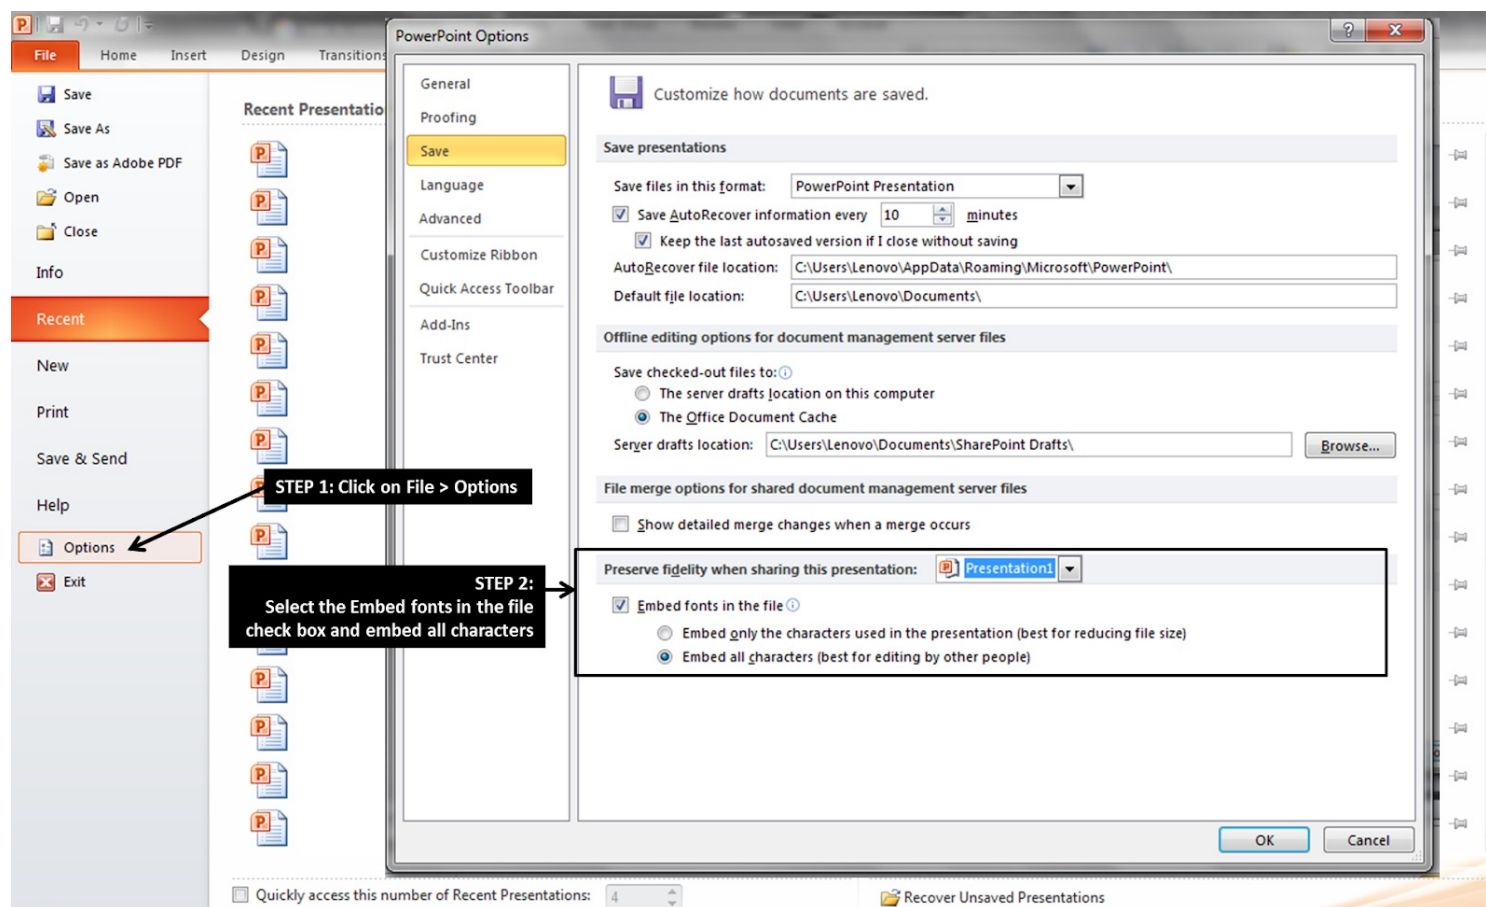 PowerPoint Options
File Home Insert Design Transitions
Save
Save As
Save as Adobe PDF
Open
Close
Info
Recent
New
Print
Save & Send
Help
Options
Exit
Recent Presentatio
STEP 1: Click on File > Options
STEP 2:
Select the Embed fonts in the file
check box and embed all characters
General
Proofing
Save
Language
Advanced
Customize Ribbon
Quick Access Toolbar
Add-Ins
Trust Center
Customize how documents are saved.
Save presentations
Save files in this format: PowerPoint Presentation
Save AutoRecover information every 10 minutes
Keep the last autosaved version if I close without saving
AutoRecover file location: C:\Users\Lenovo\AppData\Roaming\Microsoft\PowerPoint\
Default file location: C:\Users\Lenovo\Documents\
Offline editing options for document management server files
Save checked-out files to:
The server drafts location on this computer
The Office Document Cache
Server drafts location: C:\Users\Lenovo\Documents\SharePoint Drafts\ Browse...
File merge options for shared document management server files
Show detailed merge changes when a merge occurs
Preserve fidelity when sharing this presentation: Presentation1
Embed fonts in the file
Embed only the characters used in the presentation (best for reducing file size)
Embed all characters (best for editing by other people)
OK Cancel
Quickly access this number of Recent Presentations: 4
Recover Unsaved Presentations